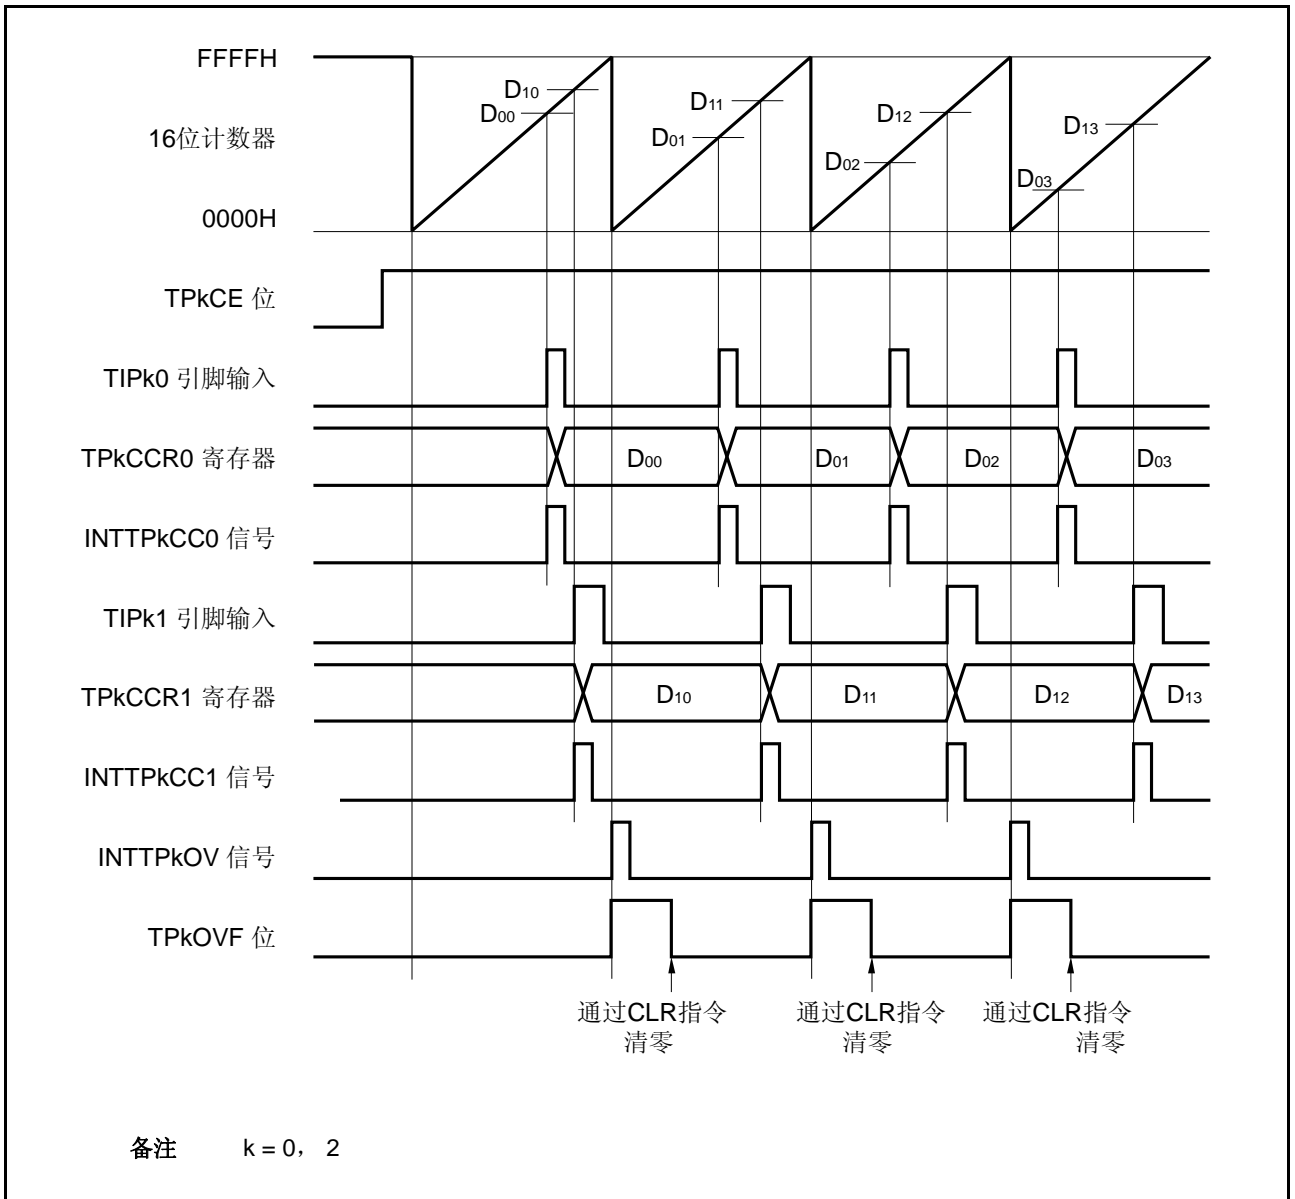 FFFFH
D10
D00
D11
D01
D12
D02
D13
D03
16位计数器
0000H
TPkCE 位
TIPk0 引脚输入
TPkCCR0 寄存器
D00
D01
D02
D03
INTTPkCC0 信号
TIPk1 引脚输入
TPkCCR1 寄存器
D10
D11
D12
D13
INTTPkCC1 信号
INTTPkOV 信号
TPkOVF 位
通过CLR指令
清零
通过CLR指令
清零
通过CLR指令
清零
备注 k = 0， 2